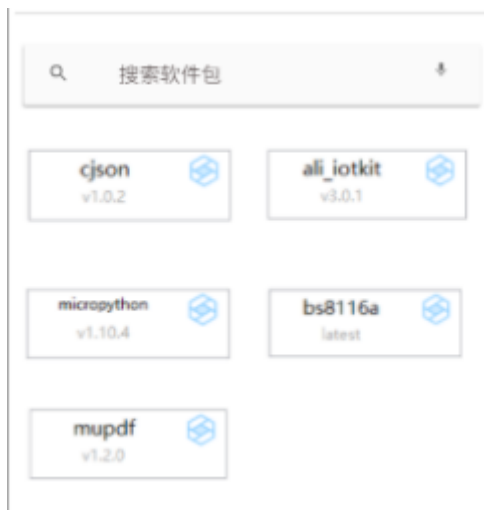 搜索软件包
cjson
v1.0.2
ali_iotkit
v3.0.1
micropython
v1.10.4
bs8116a
latest
mupdf
v1.2.0